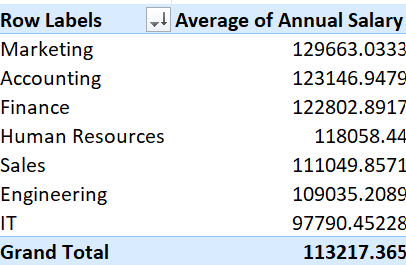 Row Labels Average of Annual Salary
Marketing 129663.0333
Accounting 123146.9479
Finance 122802.8917
Human Resources 118058.44
Sales 111049.8571
Engineering 109035.2089
IT 97790.45228
Grand Total 113217.365